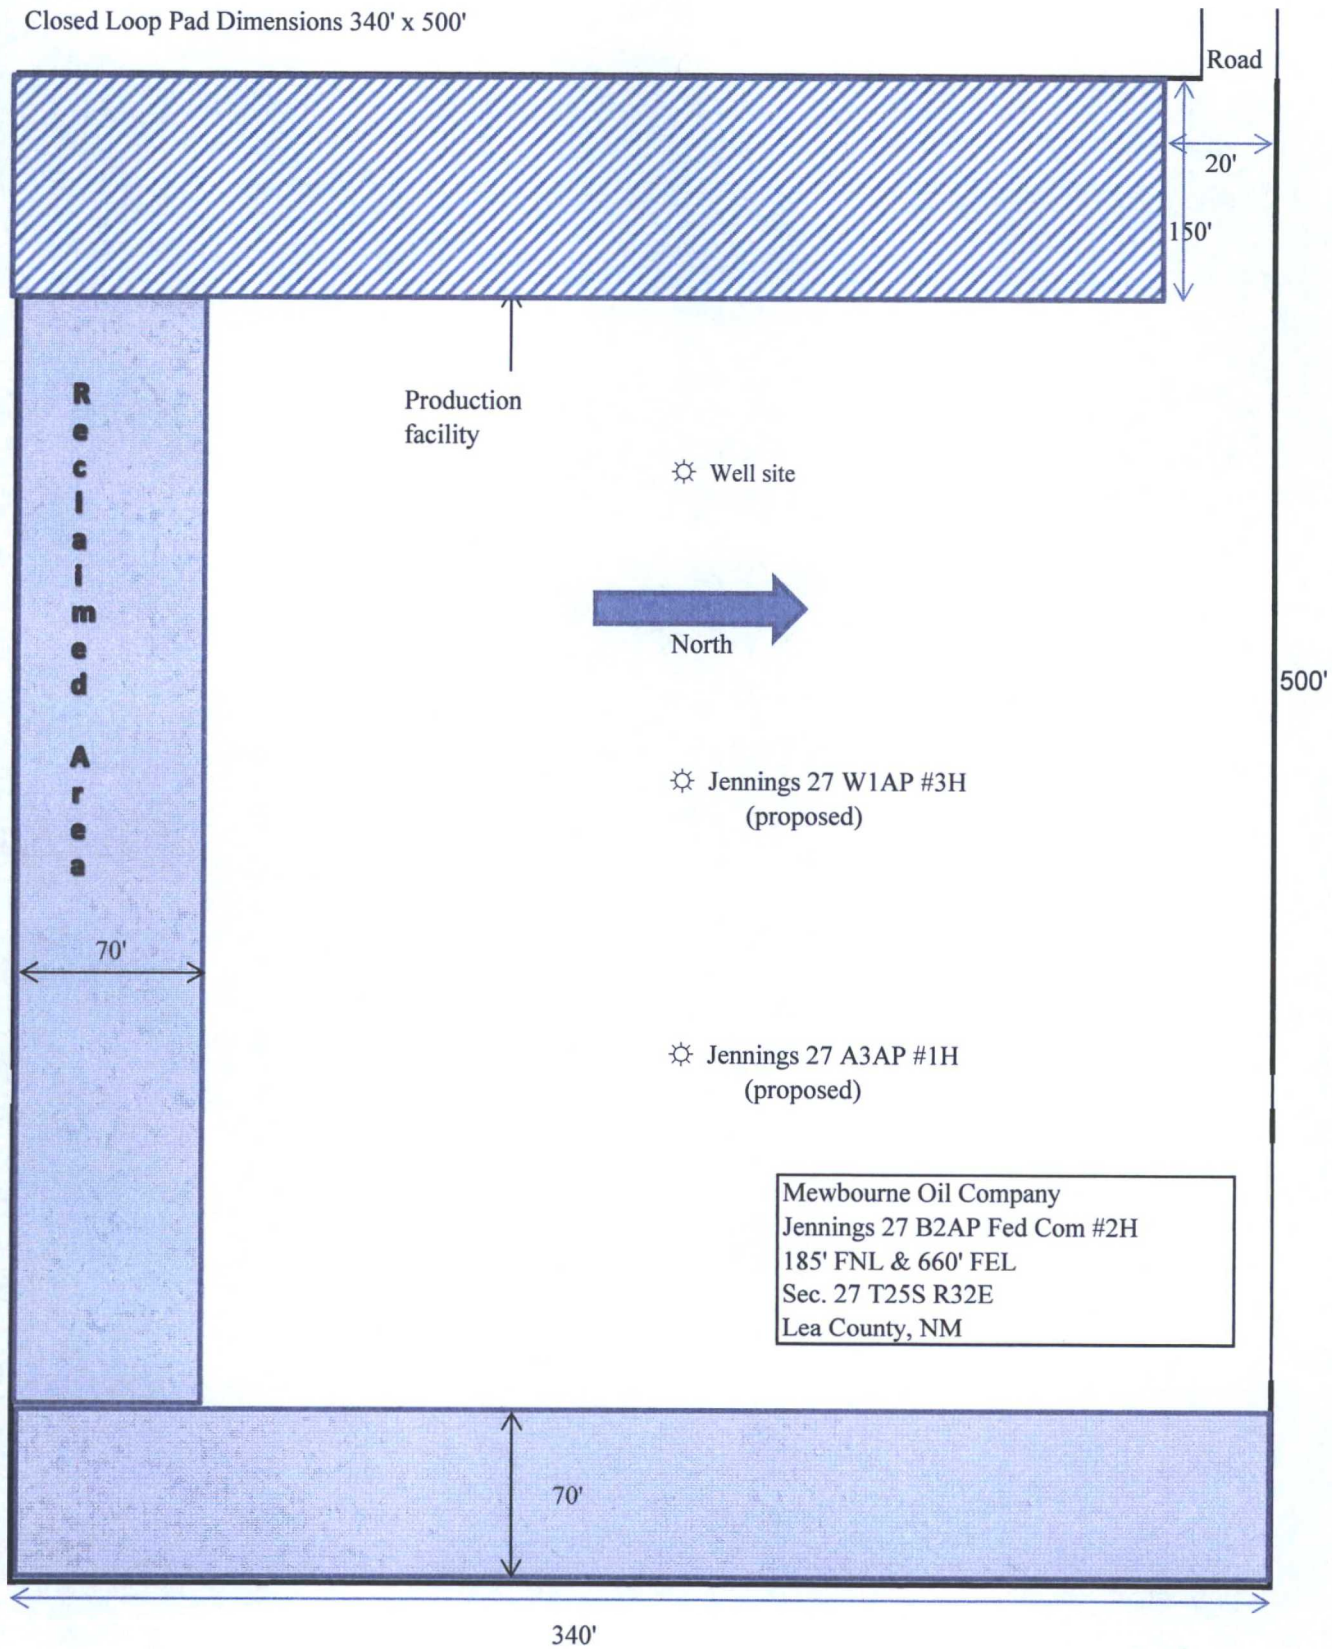 Closed Loop Pad Dimensions 340' x 500'
Road
20'
150'
Reclaimed Area
Production
facility
Well site
North
500'
Jennings 27 W1AP #3H
(proposed)
70'
Jennings 27 A3AP #1H
(proposed)
Mewbourne Oil Company
Jennings 27 B2AP Fed Com #2H
185' FNL & 660' FEL
Sec. 27 T25S R32E
Lea County, NM
70'
340'